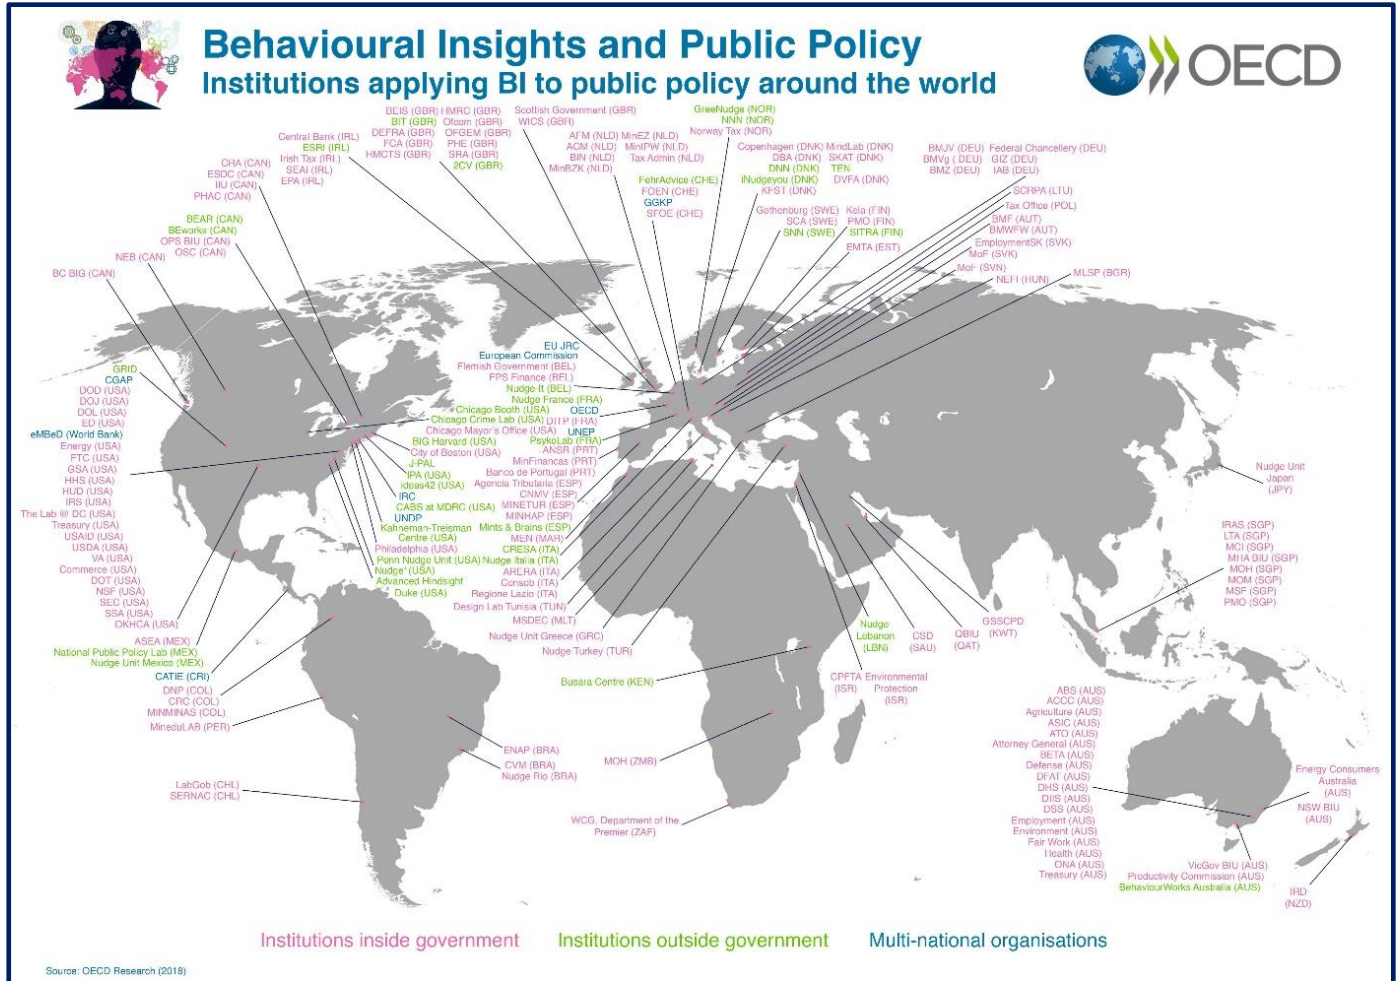 Behavioural Insights and Public Policy
Institutions applying BI to public policy around the world
OECD
BEIS (GBR) HMRC (GBR)
BIT (GBR) Ofcom (GBR)
DEFRA (GBR) OFGEM (GBR)
FCA (GBR) PHE (GBR)
HMCTS (GBR) SRA (GBR)
2CV (GBR)
Scottish Government (GBR)
WICS (GBR)
Central Bank (IRL)
ESRI (IRL)
Irish Tax (IRL)
SEAI (IRL)
EPA (IRL)
CRA (CAN)
ESDC (CAN)
IIU (CAN)
PHAC (CAN)
BEAR (CAN)
BEworks (CAN)
OPS BIU (CAN)
OSC (CAN)
NEB (CAN)
BC BIG (CAN)
AFM (NLD) MinEZ (NLD)
ACM (NLD) MinIPW (NLD)
BIN (NLD) Tax Admin (NLD)
MinBZK (NLD)
FehrAdvice (CHE)
FOEN (CHE)
GGKP
SFOE (CHE)
GreeNudge (NOR)
NNN (NOR)
Norway Tax (NOR)
Copenhagen (DNK) MindLab (DNK)
DBA (DNK) SKAT (DNK)
DNN (DNK) TEN
iNudgeyou (DNK) DVFA (DNK)
KFST (DNK)
Gothenburg (SWE) Kela (FIN)
SCA (SWE) PMO (FIN)
SNN (SWE) SITRA (FIN)
EMTA (EST)
BMJV (DEU) Federal Chancellery (DEU)
BMVg ( DEU) GIZ (DEU)
BMZ (DEU) IAB (DEU)
SCRPA (LTU)
Tax Office (POL)
BMF (AUT)
BMWFW (AUT)
EmploymentSK (SVK)
MoF (SVK)
MoF (SVN)
NEFI (HUN)
MLSP (BGR)
EU JRC
European Commission
Flemish Government (BEL)
FPS Finance (BEL)
Nudge-It (BEL)
Nudge France (FRA)
OECD
DITP (FRA)
UNEP
PsykoLab (FRA)
ANSR (PRT)
MinFinancas (PRT)
Banco de Portugal (PRT)
Agencia Tributaria (ESP)
CNMV (ESP)
MINETUR (ESP)
MINHAP (ESP)
Mints & Brains (ESP)
MEN (MAR)
CRESA (ITA)
Nudge Italia (ITA)
ARERA (ITA)
Consob (ITA)
Regione Lazio (ITA)
Design Lab Tunisia (TUN)
MSDEC (MLT)
Nudge Unit Greece (GRC)
Nudge Turkey (TUR)
Chicago Booth (USA)
Chicago Crime Lab (USA)
Chicago Mayor's Office (USA)
BIG Harvard (USA)
City of Boston (USA)
J-PAL
IPA (USA)
ideas42 (USA)
IRC
CABS at MDRC (USA)
UNDP
Kahneman-Treisman
Centre (USA)
Philadelphia (USA)
Penn Nudge Unit (USA)
Nudge' (USA)
Advanced Hindsight
Duke (USA)
GRID
CGAP
DOD (USA)
DOJ (USA)
DOL (USA)
ED (USA)
eMBeD (World Bank)
Energy (USA)
FTC (USA)
GSA (USA)
HHS (USA)
HUD (USA)
IRS (USA)
The Lab @ DC (USA)
Treasury (USA)
USAID (USA)
USDA (USA)
VA (USA)
Commerce (USA)
DOT (USA)
NSF (USA)
SEC (USA)
SSA (USA)
OKHCA (USA)
ASEA (MEX)
National Public Policy Lab (MEX)
Nudge Unit Mexico (MEX)
CATIE (CRI)
DNP (COL)
CRC (COL)
MINMINAS (COL)
MineduLAB (PER)
LabGob (CHL)
SERNAC (CHL)
ENAP (BRA)
CVM (BRA)
Nudge Rio (BRA)
Busara Centre (KEN)
MOH (ZMB)
WCG, Department of the
Premier (ZAF)
Nudge
Lebanon
(LBN)
CPFTA
(ISR)
Environmental
Protection
(ISR)
CSD
(SAU)
QBIU
(QAT)
GSSCPD
(KWT)
Nudge Unit
Japan
(JPY)
IRAS (SGP)
LTA (SGP)
MCI (SGP)
MHA BIU (SGP)
MOH (SGP)
MOM (SGP)
MSF (SGP)
PMO (SGP)
ABS (AUS)
ACCC (AUS)
Agriculture (AUS)
ASIC (AUS)
ATO (AUS)
Attorney General (AUS)
BETA (AUS)
Defense (AUS)
DFAT (AUS)
DHS (AUS)
DIIS (AUS)
DSS (AUS)
Employment (AUS)
Environment (AUS)
Fair Work (AUS)
Health (AUS)
ONA (AUS)
Treasury (AUS)
Energy Consumers
Australia
(AUS)
NSW BIU
(AUS)
VicGov BIU (AUS)
Productivity Commission (AUS)
BehaviourWorks Australia (AUS)
IRD
(NZD)
Institutions inside government
Institutions outside government
Multi-national organisations
Source: OECD Research (2018)